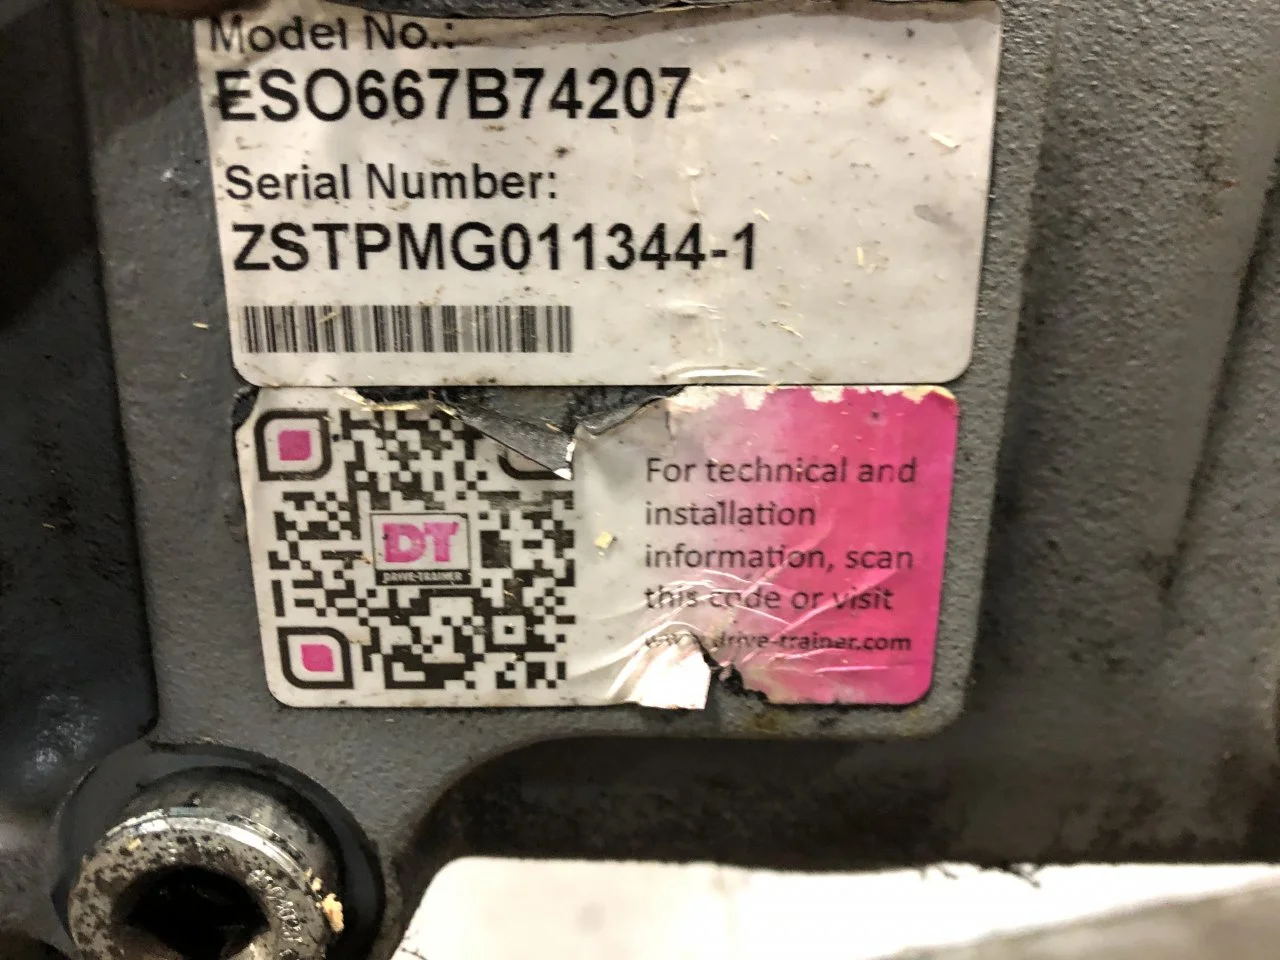 Model No.:
ESO667B74207
Serial Number:
ZSTPMG011344-1
DT
DRIVE-TRAINER
For technical and
installation
information, scan
this code or visit
www.drive-trainer.com